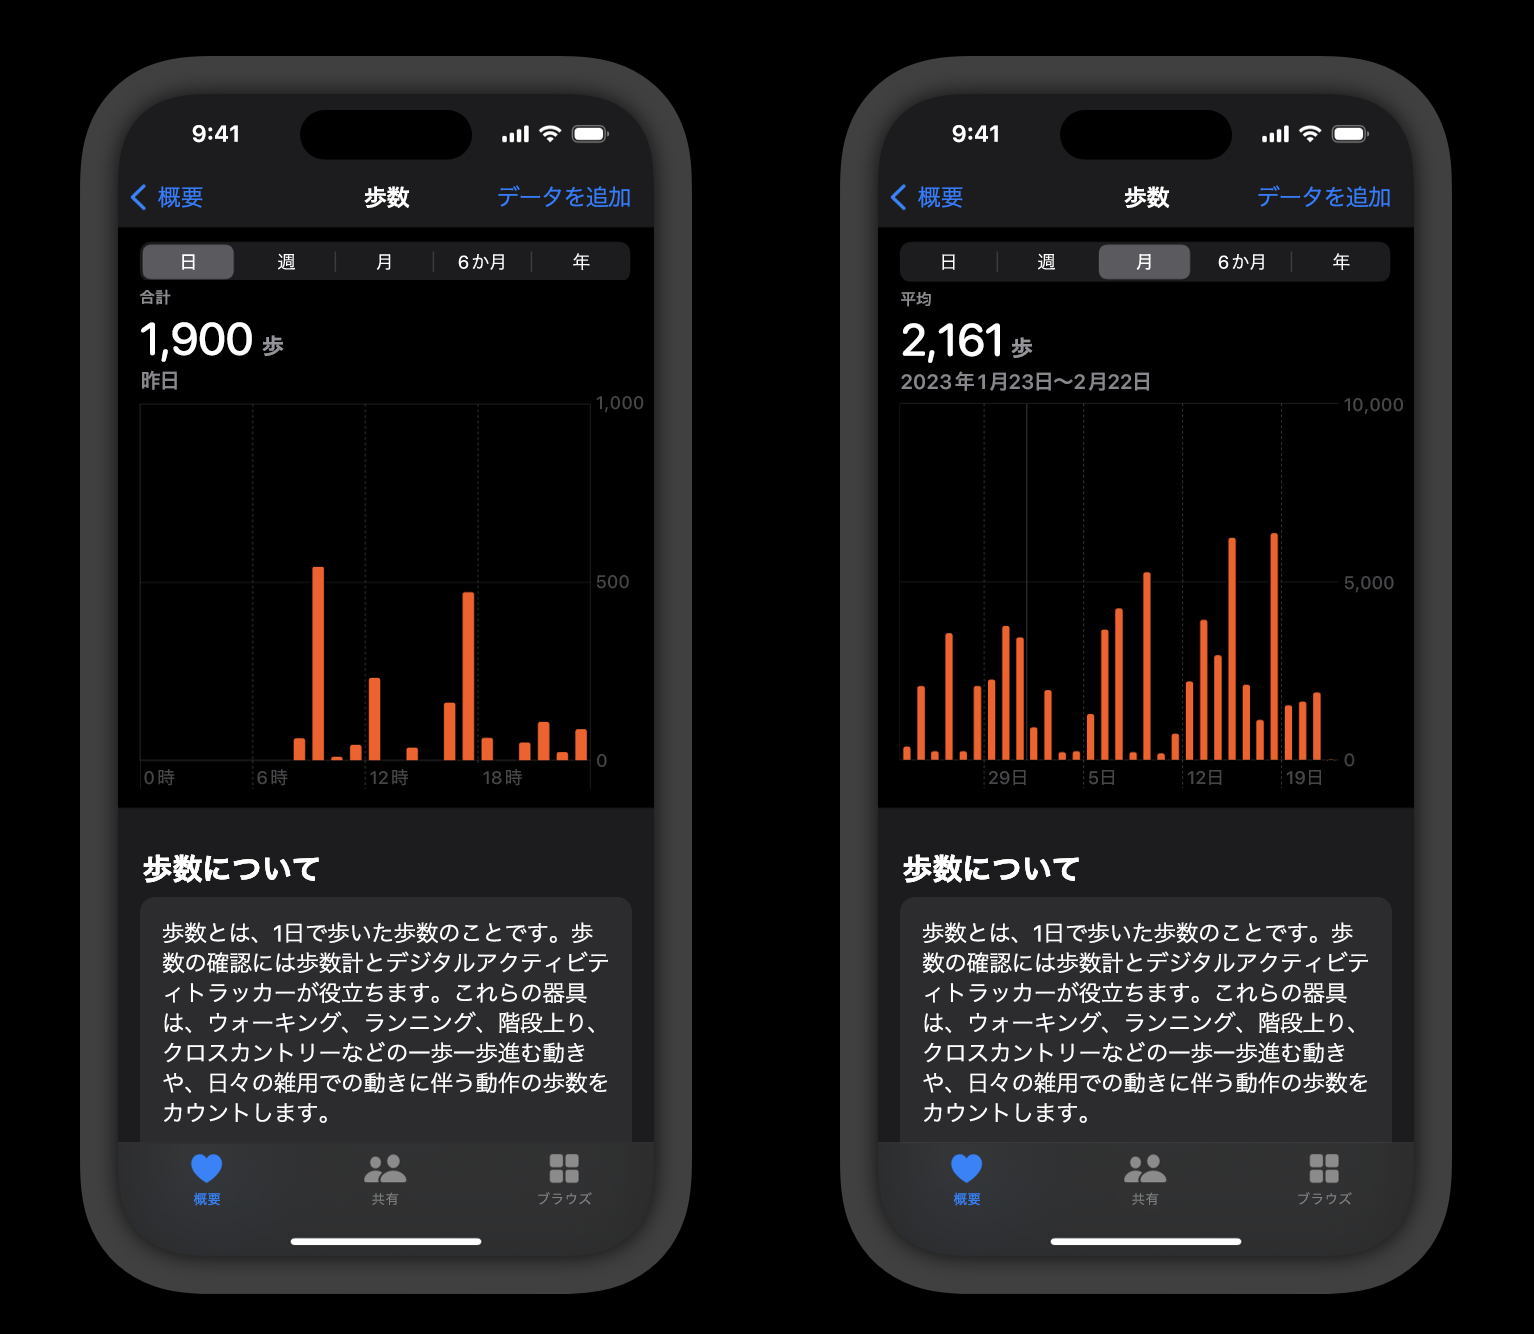 9:41
概要
歩数
データを追加
日
週
月
6か月
年
合計
1,900 歩
昨日
1,000
500
0
0時
6時
12時
18時
歩数について
歩数とは、1日で歩いた歩数のことです。歩
数の確認には歩数計とデジタルアクティビテ
ィトラッカーが役立ちます。これらの器具
は、ウォーキング、ランニング、階段上り、
クロスカントリーなどの一歩一歩進む動き
や、日々の雑用での動きに伴う動作の歩数を
カウントします。
概要
共有
ブラウズ
9:41
概要
歩数
データを追加
日
週
月
6か月
年
平均
2,161 歩
2023年1月23日〜2月22日
10,000
5,000
0
29日
5日
12日
19日
歩数について
歩数とは、1日で歩いた歩数のことです。歩
数の確認には歩数計とデジタルアクティビテ
ィトラッカーが役立ちます。これらの器具
は、ウォーキング、ランニング、階段上り、
クロスカントリーなどの一歩一歩進む動き
や、日々の雑用での動きに伴う動作の歩数を
カウントします。
概要
共有
ブラウズ